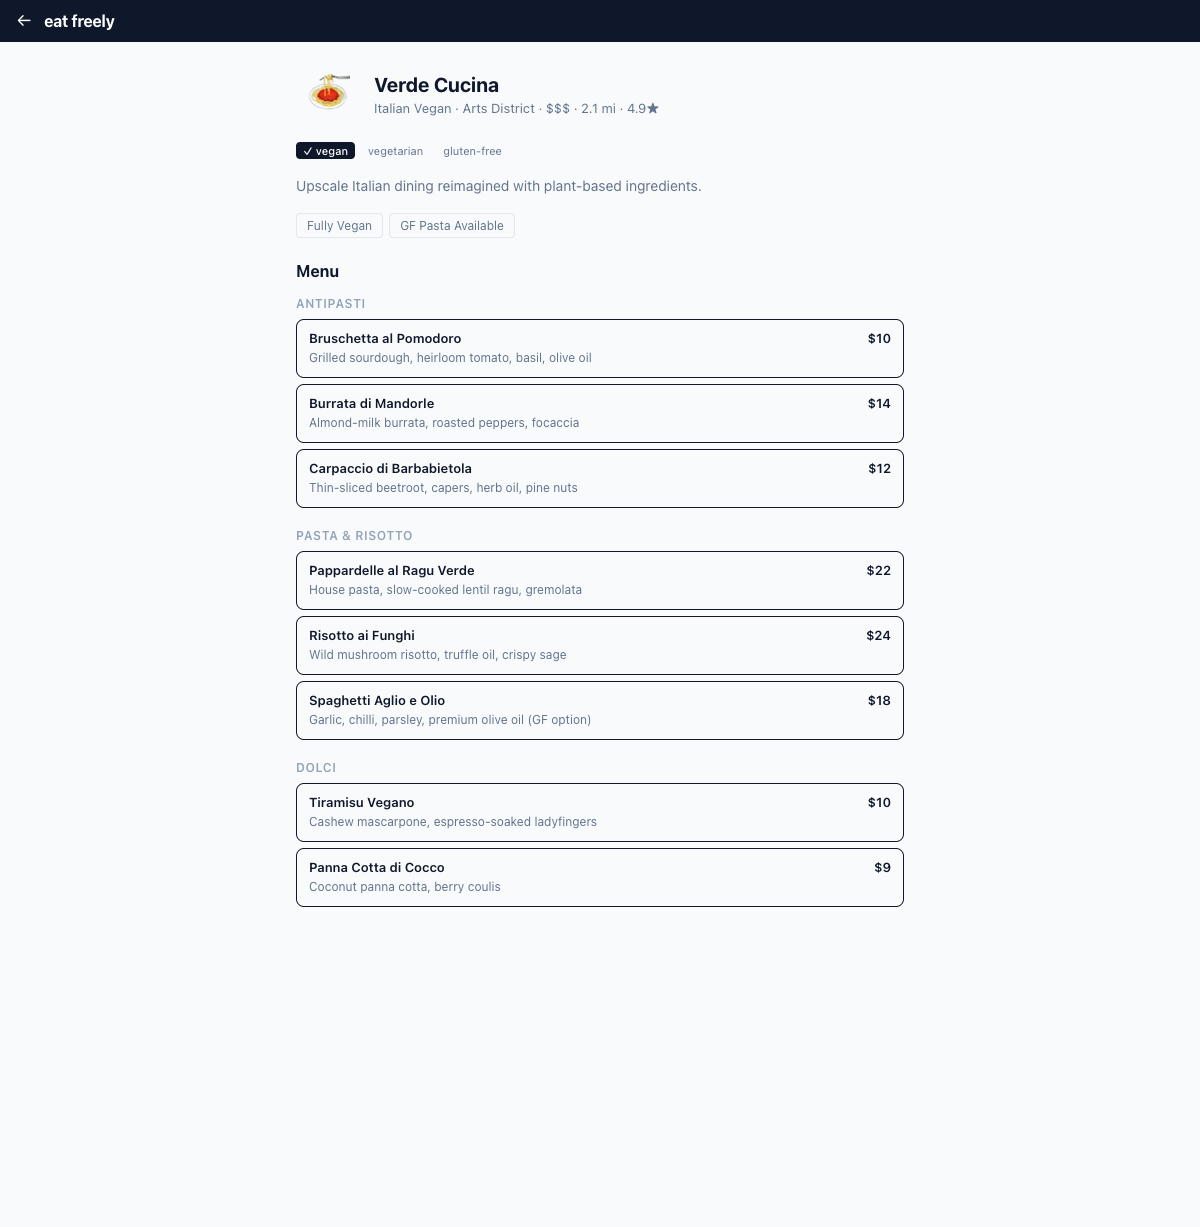 ← eat freely
Verde Cucina
Italian Vegan · Arts District · $$$ · 2.1 mi · 4.9★
✓ vegan vegetarian gluten-free
Upscale Italian dining reimagined with plant-based ingredients.
Fully Vegan GF Pasta Available
Menu
ANTIPASTI
Bruschetta al Pomodoro $10
Grilled sourdough, heirloom tomato, basil, olive oil
Burrata di Mandorle $14
Almond-milk burrata, roasted peppers, focaccia
Carpaccio di Barbabietola $12
Thin-sliced beetroot, capers, herb oil, pine nuts
PASTA & RISOTTO
Pappardelle al Ragu Verde $22
House pasta, slow-cooked lentil ragu, gremolata
Risotto ai Funghi $24
Wild mushroom risotto, truffle oil, crispy sage
Spaghetti Aglio e Olio $18
Garlic, chilli, parsley, premium olive oil (GF option)
DOLCI
Tiramisu Vegano $10
Cashew mascarpone, espresso-soaked ladyfingers
Panna Cotta di Cocco $9
Coconut panna cotta, berry coulis